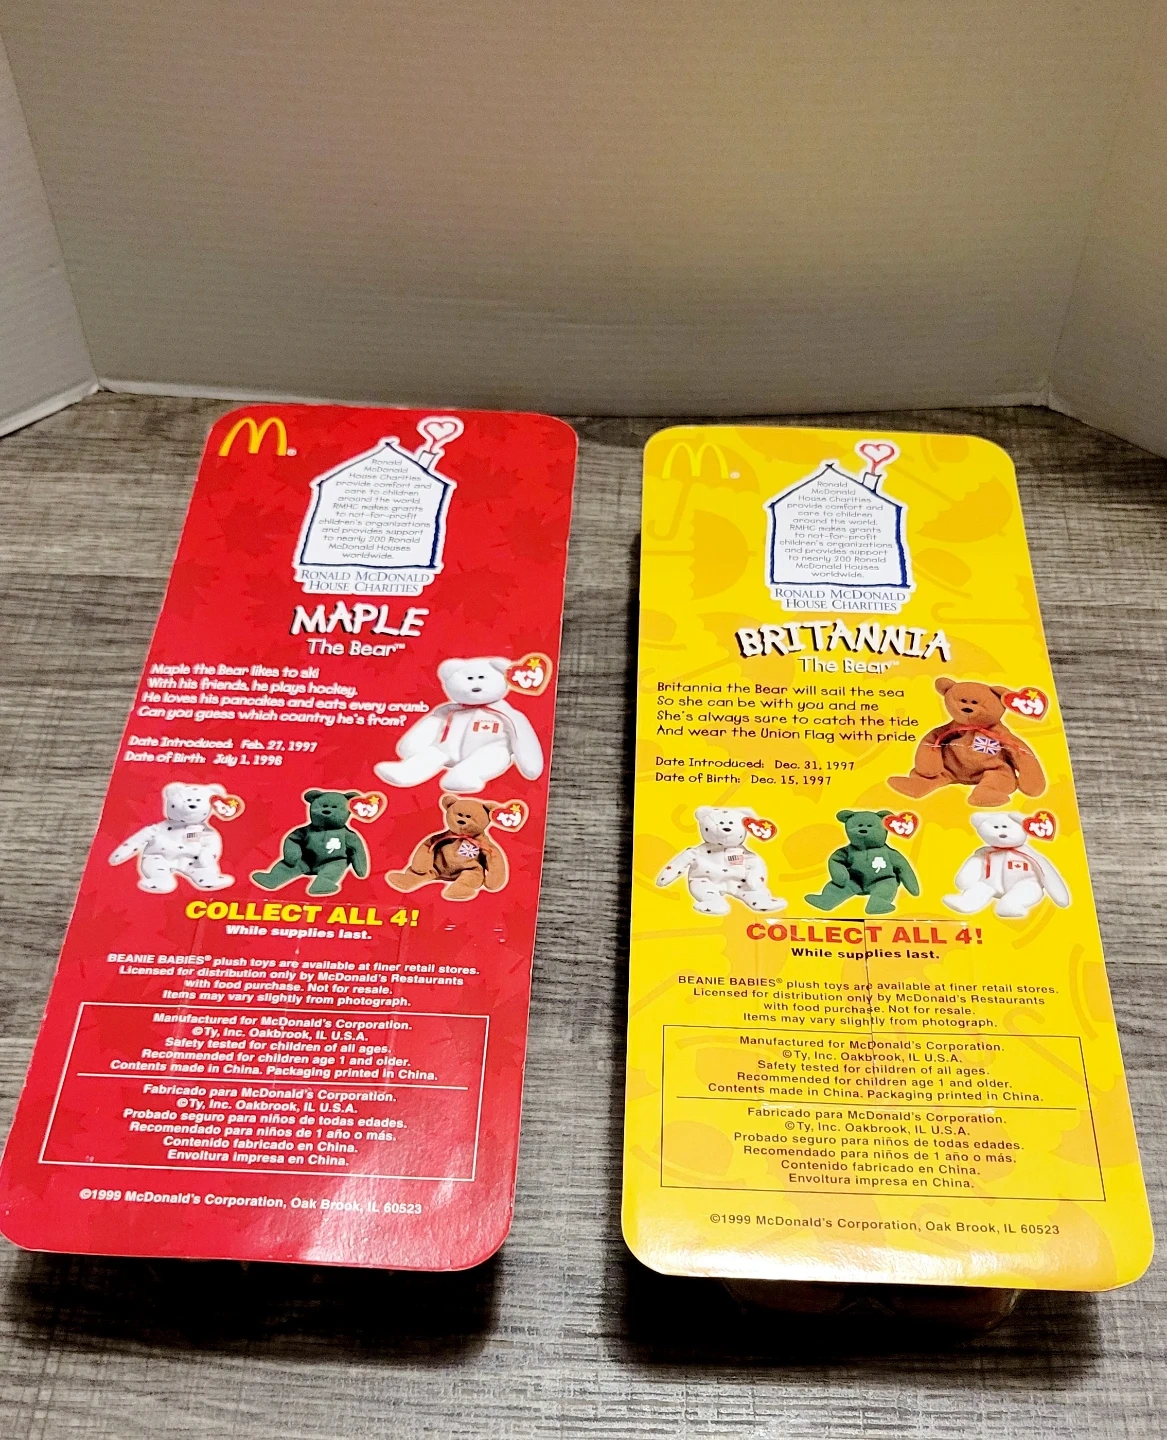 Ronald
McDonald
House Charities
provide comfort and
care to children
around the world.
RMHC makes grants
to not-for-profit
children's organizations
and provides support
to nearly 200 Ronald
McDonald Houses
worldwide.
RONALD MCDONALD
HOUSE CHARITIES
MAPLE
The Bear™
Maple the Bear likes to ski
With his friends, he plays hockey.
He loves his pancakes and eats every crumb
Can you guess which country he's from?
Date Introduced: Feb. 27, 1997
Date of Birth: July 1, 1996
ty
ty
ty
ty
COLLECT ALL 4!
While supplies last.
BEANIE BABIES® plush toys are available at finer retail stores.
Licensed for distribution only by McDonald's Restaurants
with food purchase. Not for resale.
Items may vary slightly from photograph.
Manufactured for McDonald's Corporation.
©Ty, Inc. Oakbrook, IL U.S.A.
Safety tested for children of all ages.
Recommended for children age 1 and older.
Contents made in China. Packaging printed in China.
Fabricado para McDonald's Corporation.
©Ty, Inc. Oakbrook, IL U.S.A.
Probado seguro para niños de todas edades.
Recomendado para niños de 1 año o más.
Contenido fabricado en China.
Envoltura impresa en China.
©1999 McDonald's Corporation, Oak Brook, IL 60523
Ronald
McDonald
House Charities
provide comfort and
care to children
around the world.
RMHC makes grants
to not-for-profit
children's organizations
and provides support
to nearly 200 Ronald
McDonald Houses
worldwide.
RONALD MCDONALD
HOUSE CHARITIES
BRITANNIA
The Bear™
Britannia the Bear will sail the sea
So she can be with you and me
She's always sure to catch the tide
And wear the Union Flag with pride
Date Introduced: Dec. 31, 1997
Date of Birth: Dec. 15, 1997
ty
ty
ty
ty
COLLECT ALL 4!
While supplies last.
BEANIE BABIES® plush toys are available at finer retail stores.
Licensed for distribution only by McDonald's Restaurants
with food purchase. Not for resale.
Items may vary slightly from photograph.
Manufactured for McDonald's Corporation.
©Ty, Inc. Oakbrook, IL U.S.A.
Safety tested for children of all ages.
Recommended for children age 1 and older.
Contents made in China. Packaging printed in China.
Fabricado para McDonald's Corporation.
©Ty, Inc. Oakbrook, IL U.S.A.
Probado seguro para niños de todas edades.
Recomendado para niños de 1 año o más.
Contenido fabricado en China.
Envoltura impresa en China.
©1999 McDonald's Corporation, Oak Brook, IL 60523